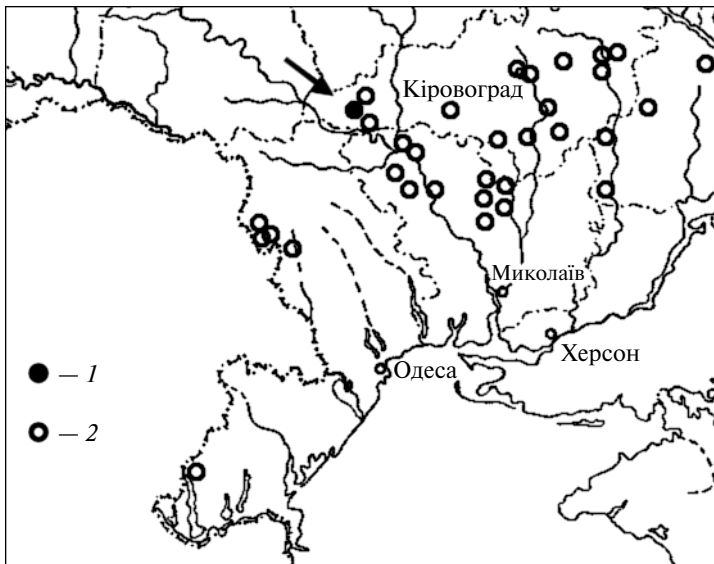 Кіровоград
Миколаїв
Херсон
Одеса
— 1
— 2